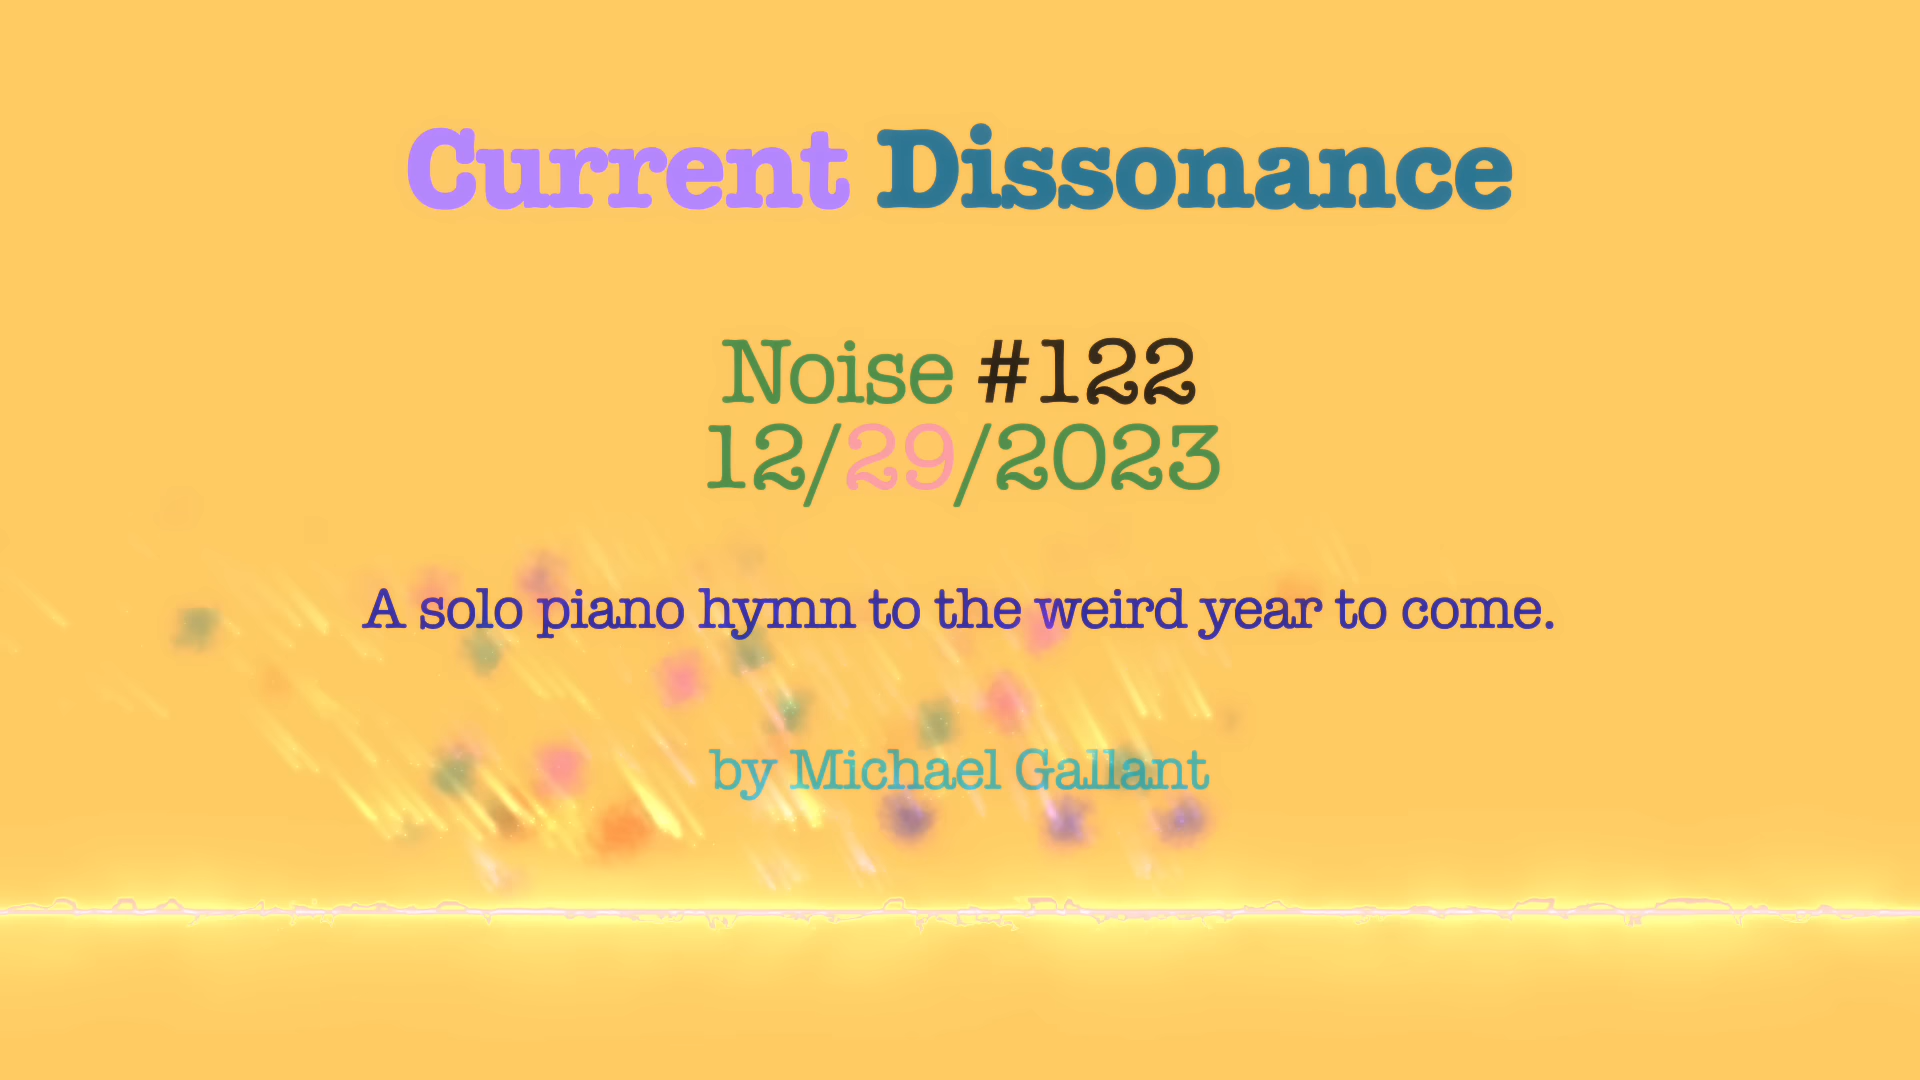 Current Dissonance
Noise #122
12/29/2023
A solo piano hymn to the weird year to come.
by Michael Gallant